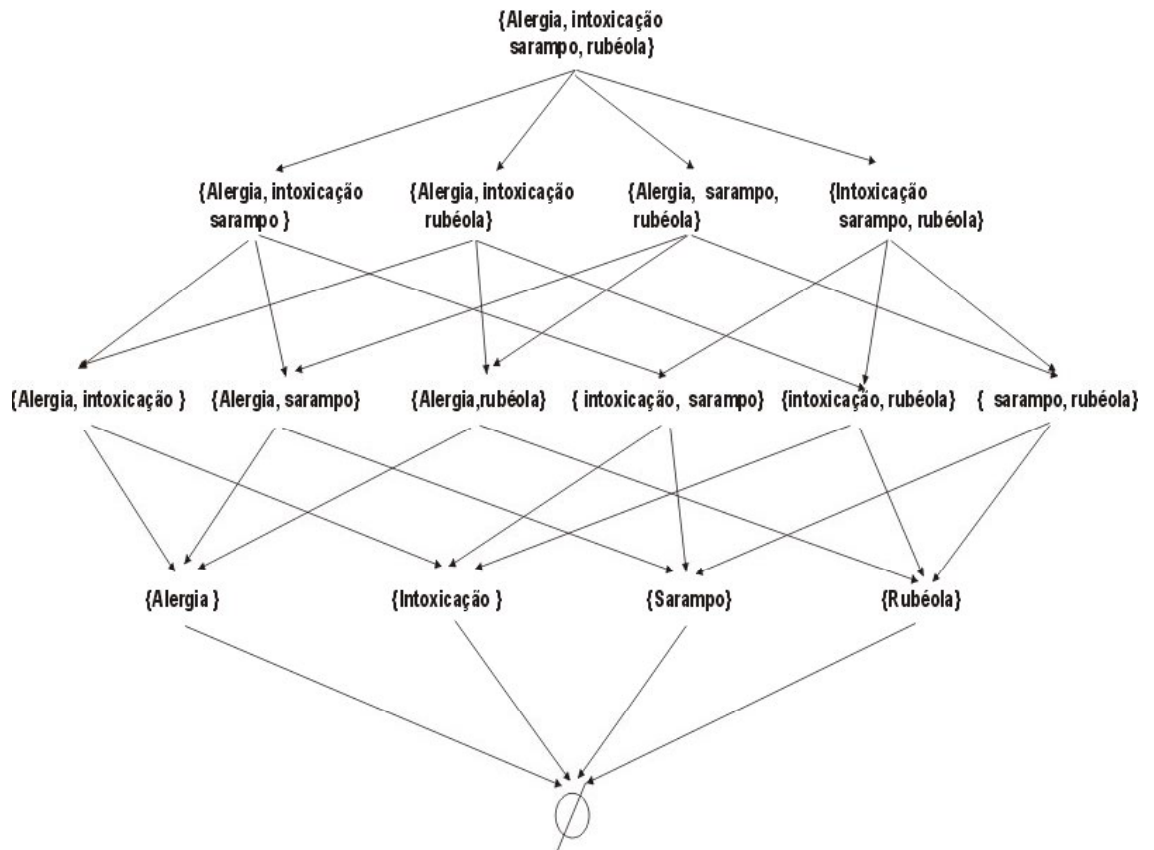 {Alergia, intoxicação
sarampo, rubéola}
{Alergia, intoxicação
sarampo }
{Alergia, intoxicação
rubéola}
{Alergia, sarampo,
rubéola}
{Intoxicação
sarampo, rubéola}
{Alergia, intoxicação }
{Alergia, sarampo}
{Alergia,rubéola}
{ intoxicação, sarampo}
{intoxicação, rubéola}
{ sarampo, rubéola}
{Alergia }
{Intoxicação }
{Sarampo}
{Rubéola}